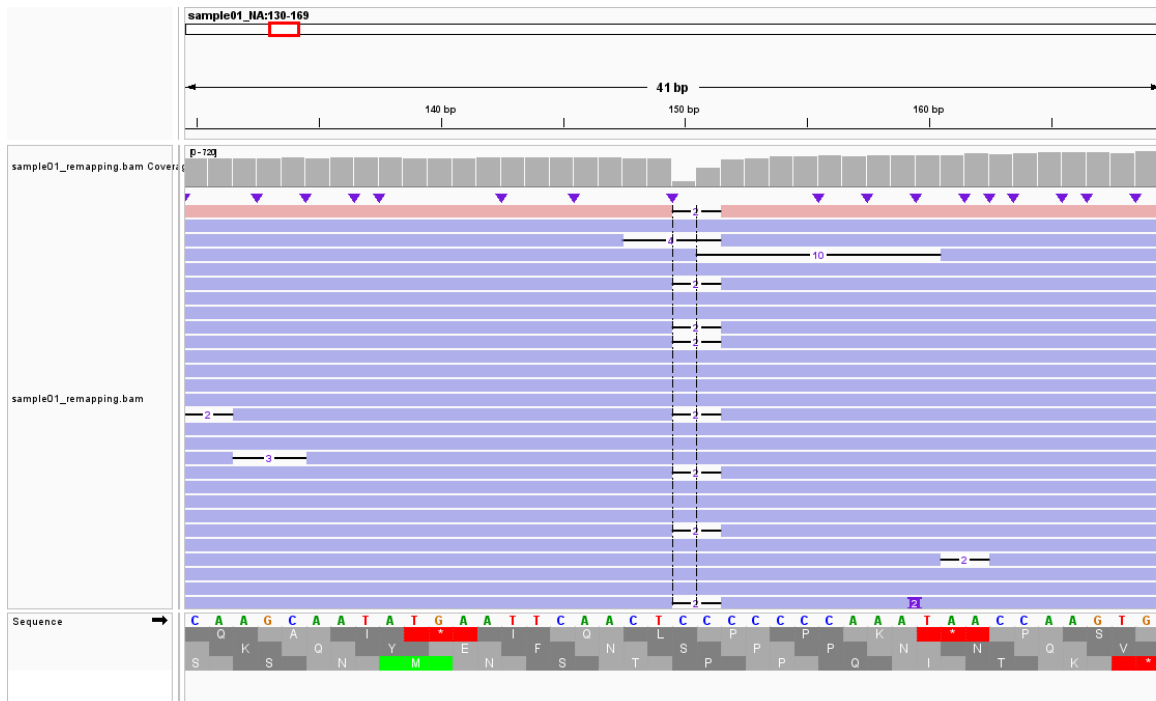 sample01_NA:130-169
41 bp
140 bp 150 bp 160 bp
sample01_remapping.bam Covera
[0-720]
2
4
10
2
2
2
sample01_remapping.bam
2 2
3
2
2
2
2 2
Sequence
C A A G C A A T A T G A A T T C A A C T C C C C C C C A A A T A A C C A A G T G
Q A I * I Q L P P K * P S
K Q Y E F N S P P N N Q V
S S N M N S T P P Q I T K *